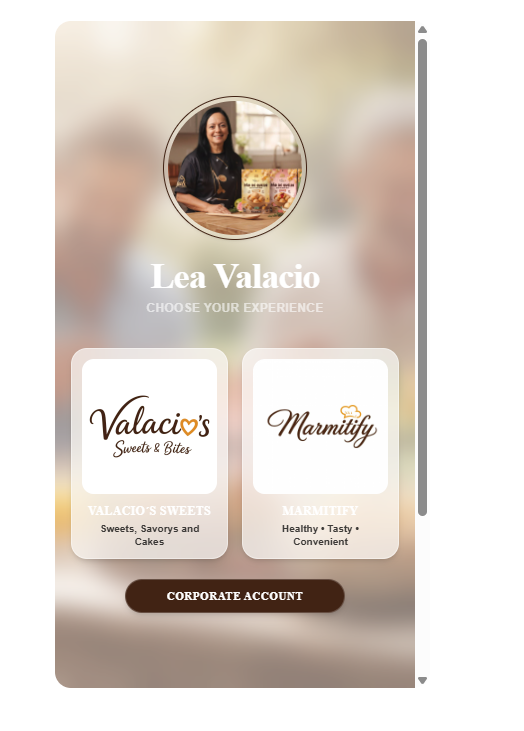 Lea Valacio
CHOOSE YOUR EXPERIENCE
Valacio's
Sweets & Bites
Marmitify
VALACIO'S SWEETS
Sweets, Savorys and
Cakes
MARMITIFY
Healthy • Tasty •
Convenient
CORPORATE ACCOUNT